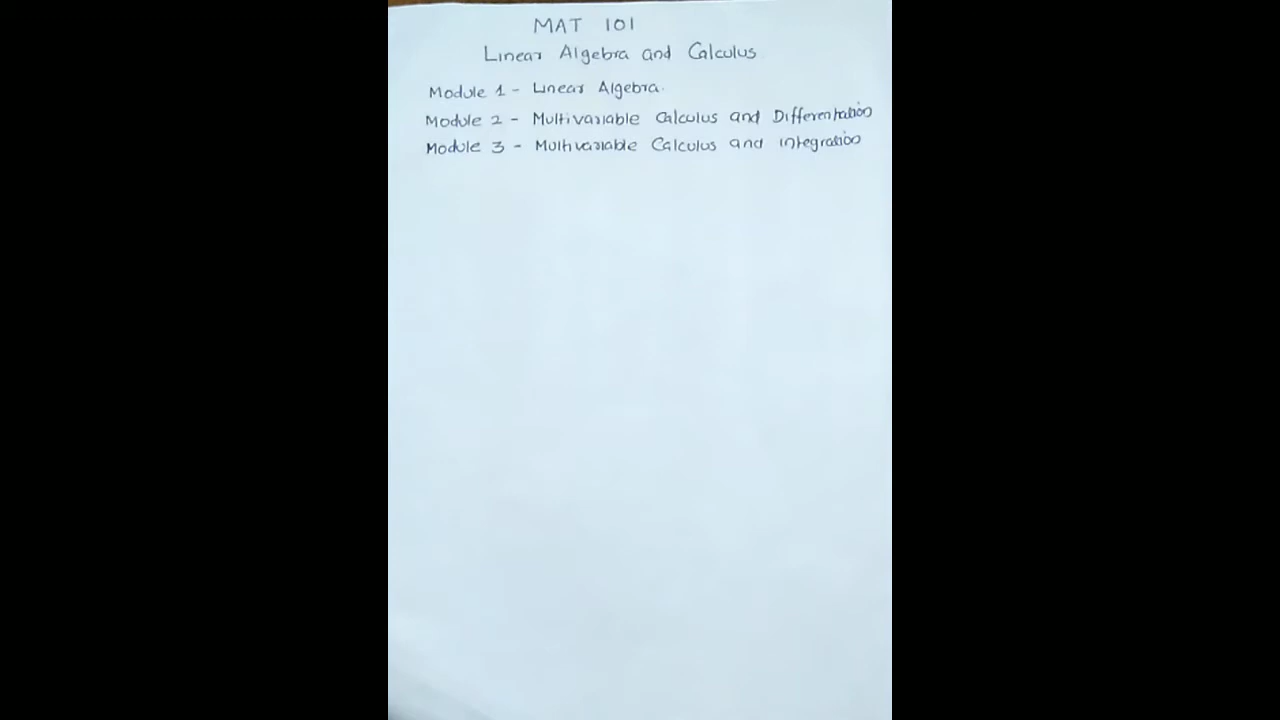 MAT 101
Linear Algebra and Calculus
Module 1 - Linear Algebra.
Module 2 - Multivariable Calculus and Differentiation
Module 3 - Multivariable Calculus and integration